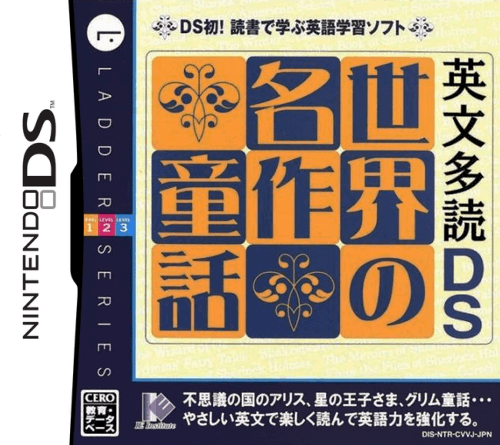 DS初! 読書で学ぶ英語学習ソフト
英文多読DS
世界の
名作
童話
NINTENDO DS™
L
LADDER SERIES
LEVEL 1
LEVEL 2
LEVEL 3
CERO
教育・
データベース
IE Institute
不思議の国のアリス、星の王子さま、グリム童話・・・
やさしい英文で楽しく読んで英語力を強化する。
DIS-NTR-CVVJ-JPN